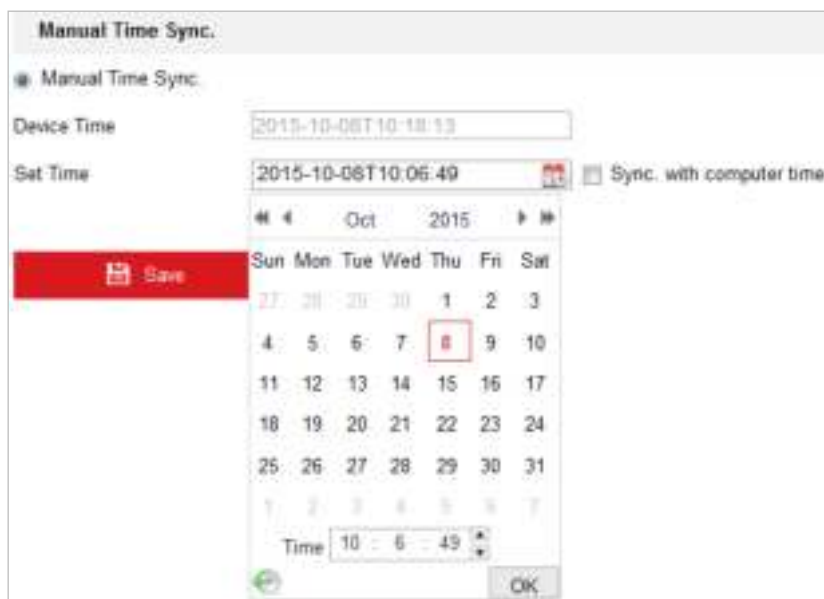 Manual Time Sync.
Manual Time Sync.
Device Time 2015-10-08T10:18:13
Set Time 2015-10-08T10:06:49 Sync. with computer time
Oct 2015
Sun Mon Tue Wed Thu Fri Sat
27 28 29 30 1 2 3
Save
4 5 6 7 8 9 10
11 12 13 14 15 16 17
18 19 20 21 22 23 24
25 26 27 28 29 30 31
1 2 3 4 5 6 7
Time 10 : 6 : 49
OK